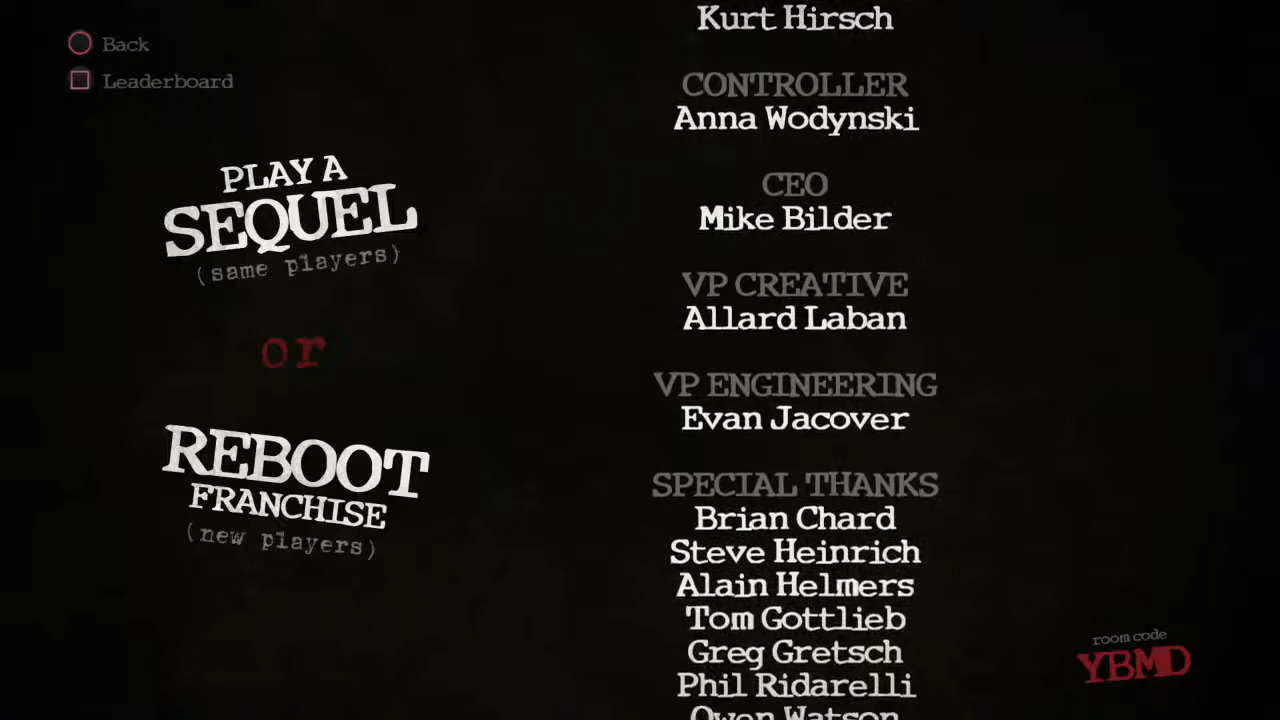 Back
Leaderboard
PLAY A
SEQUEL
(same players)
or
REBOOT
FRANCHISE
(new players)
Kurt Hirsch
CONTROLLER
Anna Wodynski
CEO
Mike Bilder
VP CREATIVE
Allard Laban
VP ENGINEERING
Evan Jacover
SPECIAL THANKS
Brian Chard
Steve Heinrich
Alain Helmers
Tom Gottlieb
Greg Gretsch
Phil Ridarelli
Owen Watson
room code
YBMD